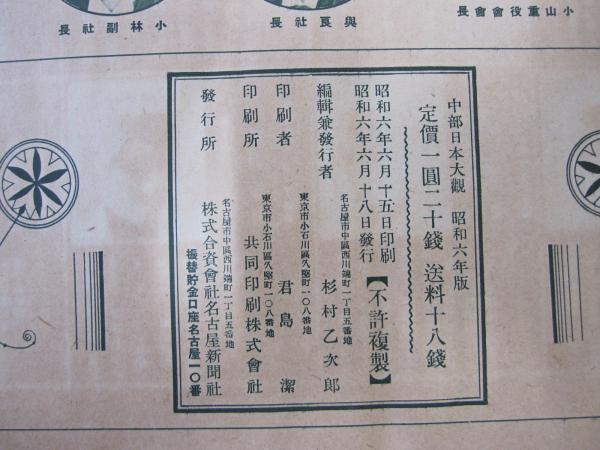 小山重役會會長
與良社長
小林副社長
中部日本大觀 昭和六年版
定價一圓二十錢 送料十八錢
昭和六年六月十五日印刷
昭和六年六月十八日發行
【不許複製】
編輯兼發行者
名古屋市中區西川端町一丁目五番地
杉村乙次郎
印刷者
東京市小石川區久堅町一〇八番地
君島潔
印刷所
東京市小石川區久堅町一〇八番地
共同印刷株式會社
發行所
名古屋市中區西川端町一丁目五番地
株式合資會社名古屋新聞社
振替貯金口座名古屋一〇番